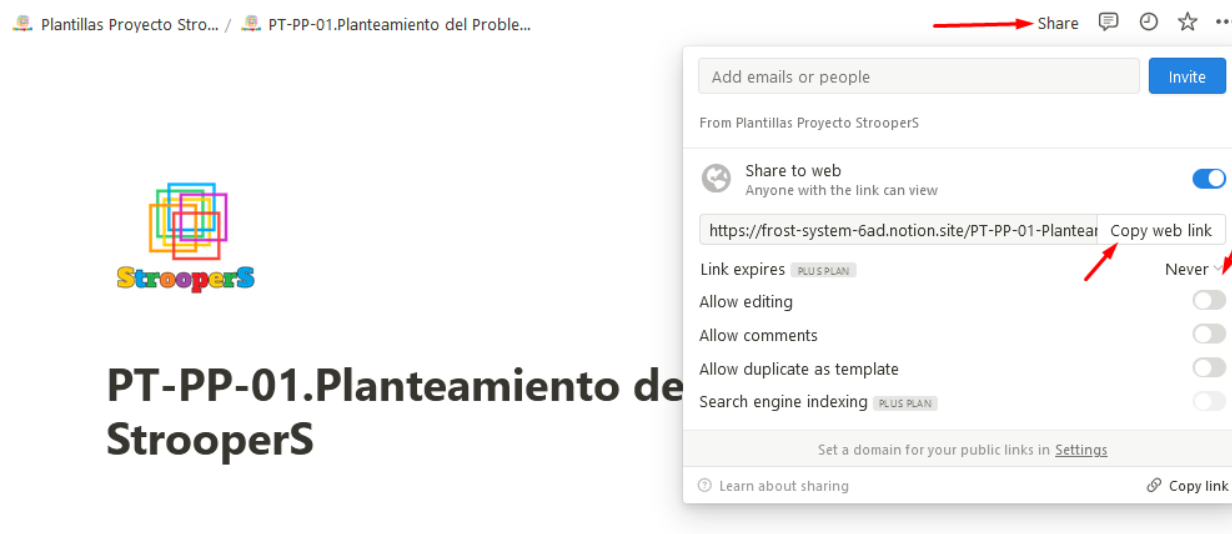 Plantillas Proyecto Stro... / PT-PP-01.Planteamiento del Proble...
Share
Add emails or people
Invite
From Plantillas Proyecto StrooperS
Share to web
Anyone with the link can view
https://frost-system-6ad.notion.site/PT-PP-01-Plantear
Copy web link
Link expires PLUS PLAN
Never
Allow editing
Allow comments
Allow duplicate as template
Search engine indexing PLUS PLAN
Set a domain for your public links in Settings
Learn about sharing
Copy link
StrooperS
PT-PP-01.Planteamiento de
StrooperS